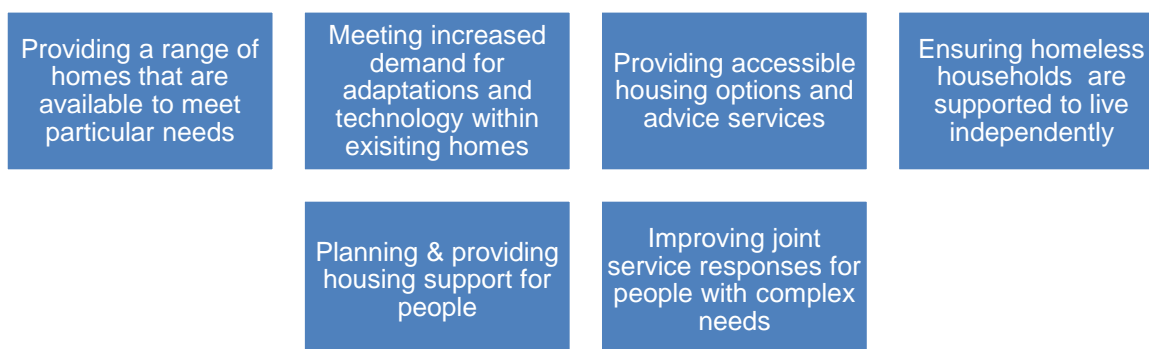 Providing a range of
homes that are
available to meet
particular needs
Meeting increased
demand for
adaptations and
technology within
exisiting homes
Providing accessible
housing options and
advice services
Ensuring homeless
households are
supported to live
independently
Planning & providing
housing support for
people
Improving joint
service responses for
people with complex
needs